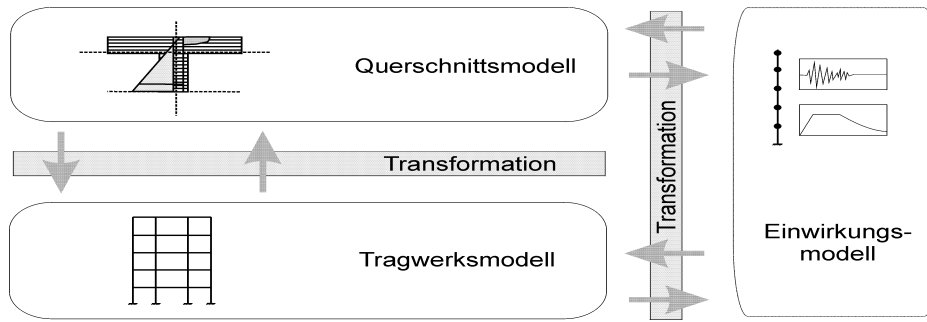 Querschnittsmodell
Transformation
Tragwerksmodell
Transformation
Einwirkungs-
modell